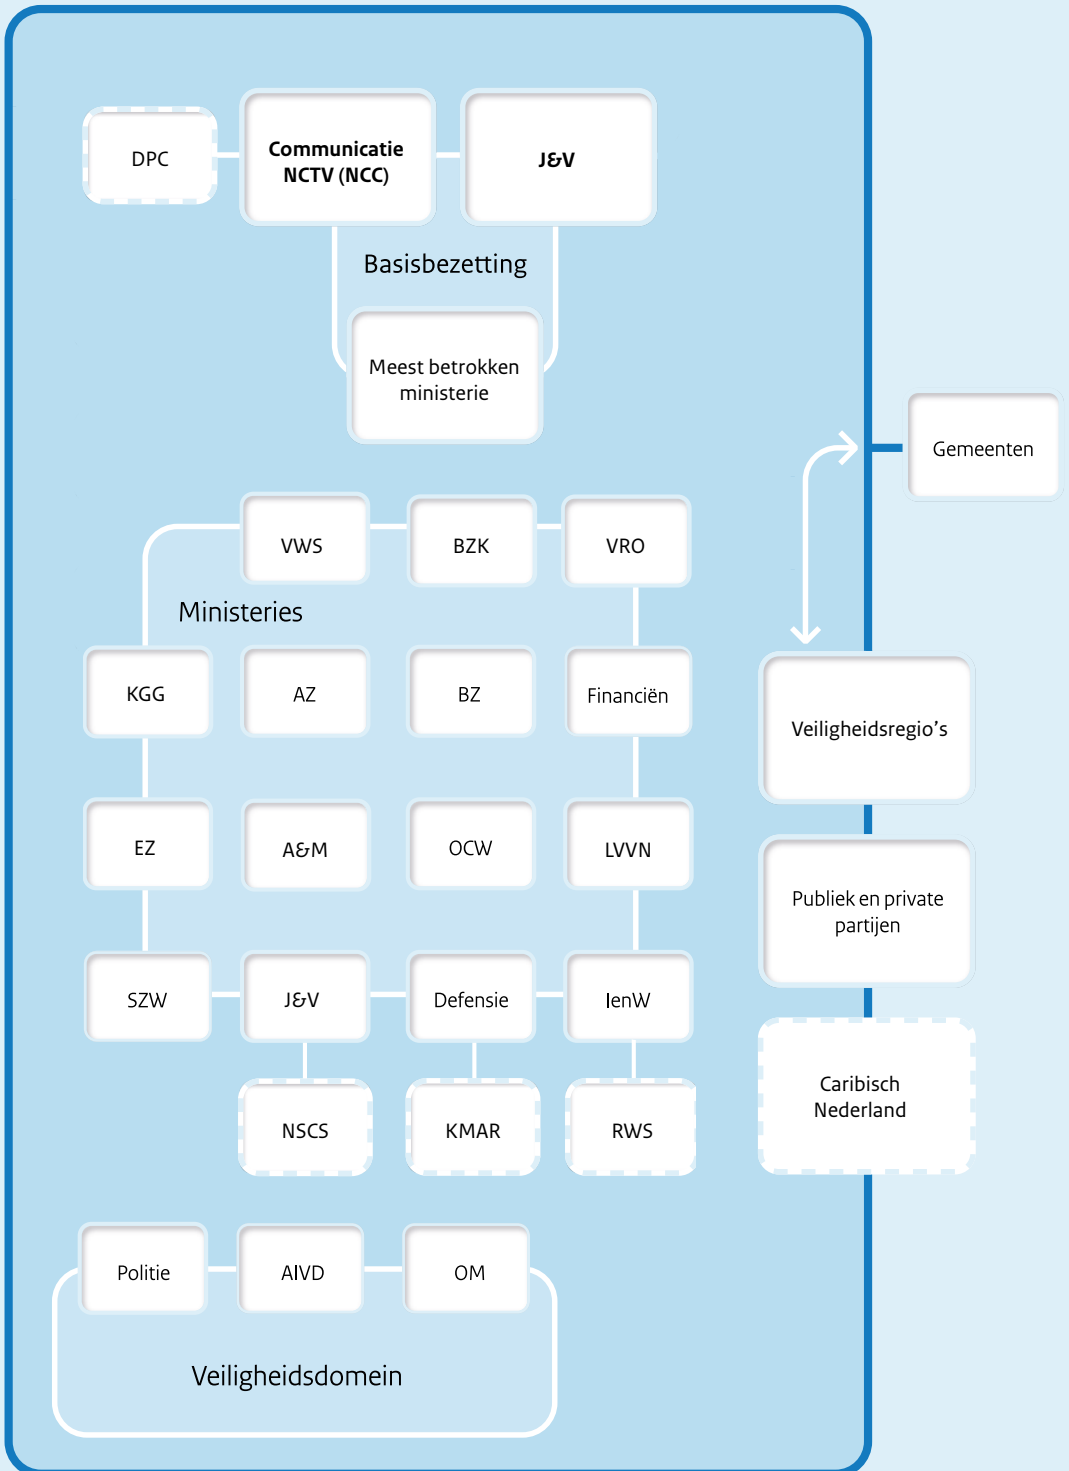 DPC
Communicatie
NCTV (NCC)
J&V
Basisbezetting
Meest betrokken
ministerie
Gemeenten
VWS
BZK
VRO
Ministeries
KGG
AZ
BZ
Financiën
Veiligheidsregio's
EZ
A&M
OCW
LVVN
Publiek en private
partijen
SZW
J&V
Defensie
IenW
Caribisch
Nederland
NSCS
KMAR
RWS
Politie
AIVD
OM
Veiligheidsdomein